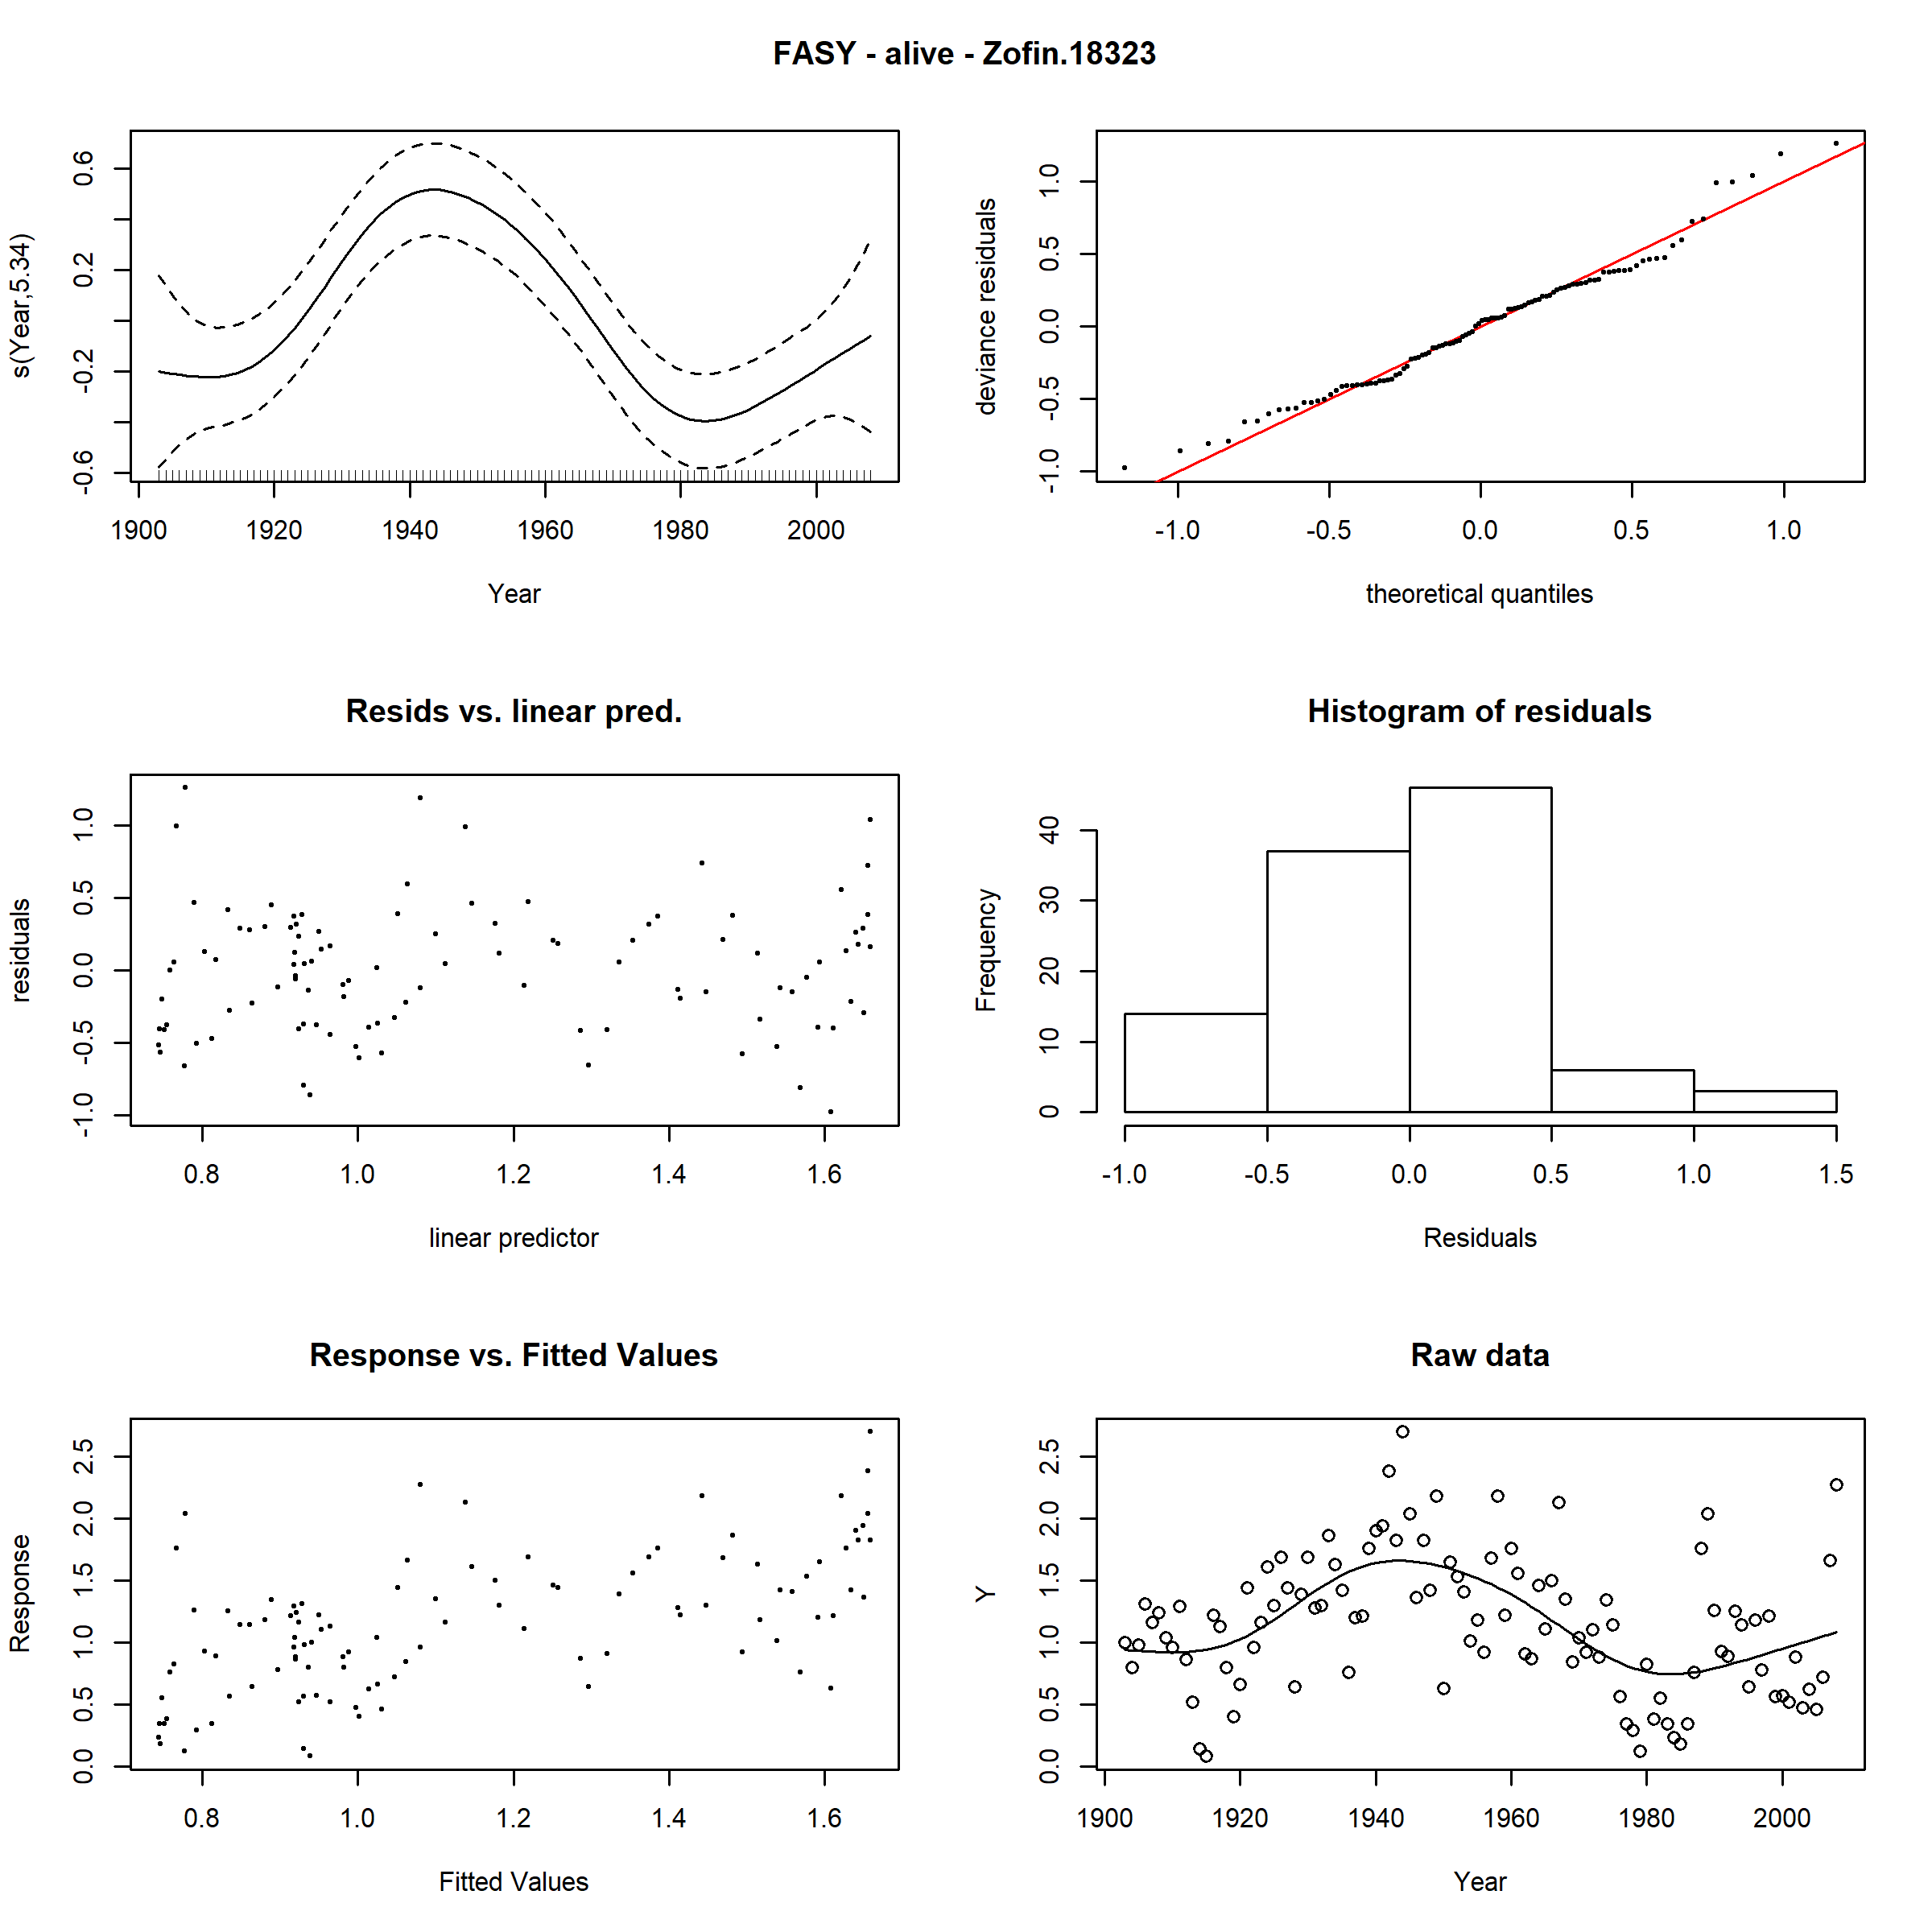 FASY - alive - Zofin.18323
s(Year,5.34)
-0.6 -0.2 0.2 0.6
1900 1920 1940 1960 1980 2000
Year
deviance residuals
-1.0 -0.5 0.0 0.5 1.0
-1.0 -0.5 0.0 0.5 1.0
theoretical quantiles
Resids vs. linear pred.
residuals
-1.0 -0.5 0.0 0.5 1.0
0.8 1.0 1.2 1.4 1.6
linear predictor
Histogram of residuals
Frequency
0 10 20 30 40
-1.0 -0.5 0.0 0.5 1.0 1.5
Residuals
Response vs. Fitted Values
Response
0.0 0.5 1.0 1.5 2.0 2.5
0.8 1.0 1.2 1.4 1.6
Fitted Values
Raw data
Y
0.0 0.5 1.0 1.5 2.0 2.5
1900 1920 1940 1960 1980 2000
Year